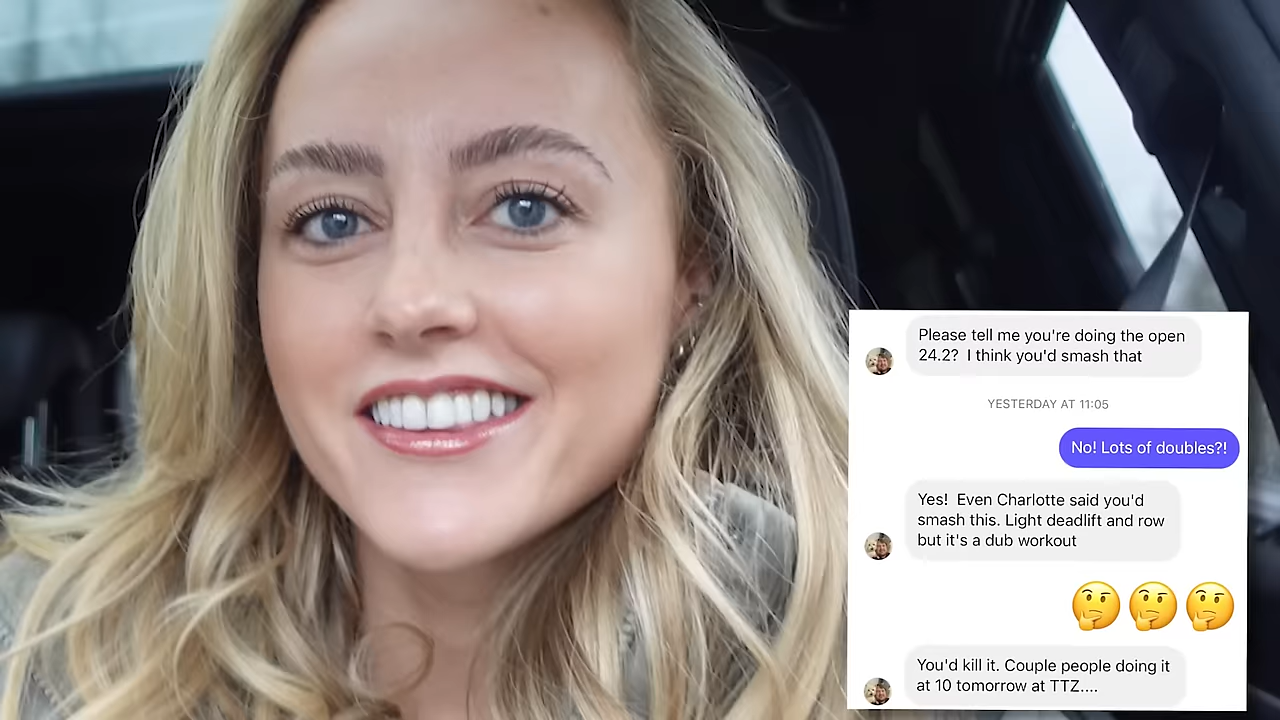 Please tell me you're doing the open
24.2?  I think you'd smash that
YESTERDAY AT 11:05
No! Lots of doubles?!
Yes!  Even Charlotte said you'd
smash this. Light deadlift and row
but it's a dub workout
🤔🤔🤔
You'd kill it. Couple people doing it
at 10 tomorrow at TTZ....